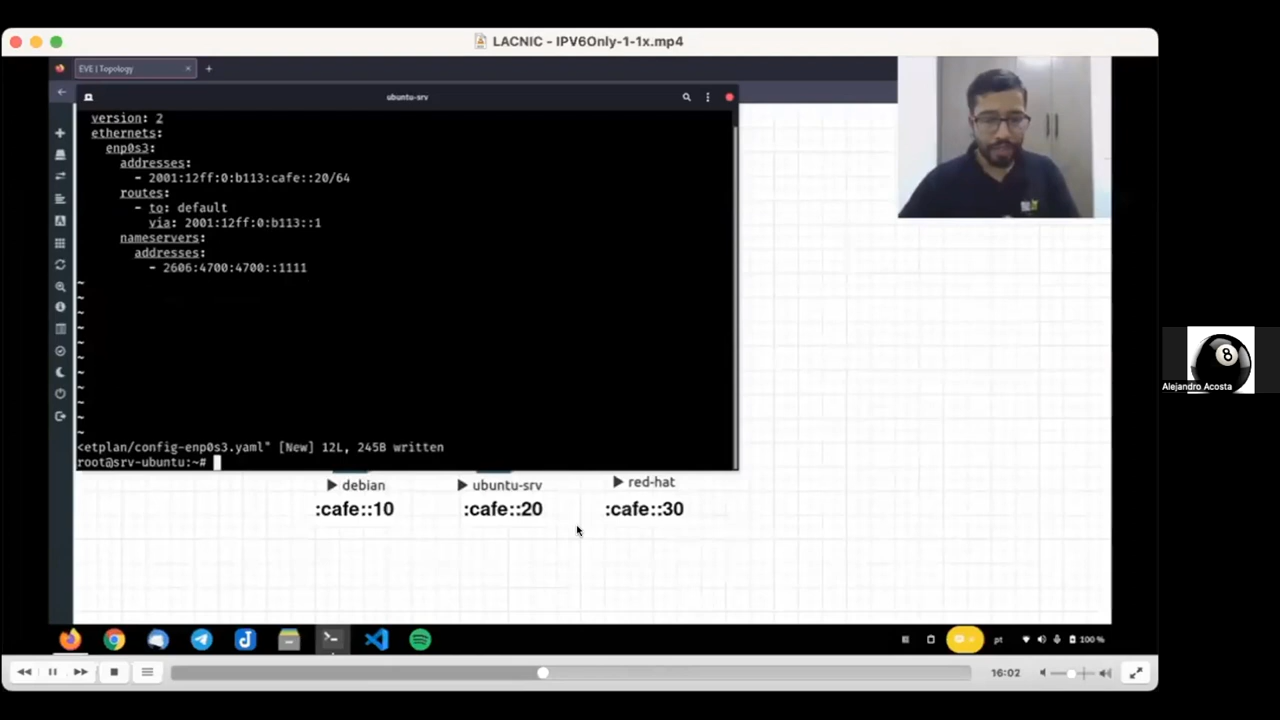 LACNIC - IPV6Only-1-1x.mp4
EVE | Topology
ubuntu-srv
version: 2
ethernets:
enp0s3:
addresses:
- 2001:12ff:0:b113:cafe::20/64
routes:
- to: default
via: 2001:12ff:0:b113::1
nameservers:
addresses:
- 2606:4700:4700::1111
~
~
~
~
~
~
~
~
~
~
~
<etplan/config-enp0s3.yaml" [New] 12L, 245B written
root@srv-ubuntu:~#
debian
ubuntu-srv
red-hat
:cafe::10
:cafe::20
:cafe::30
8
Alejandro Acosta
pt
100 %
16:02